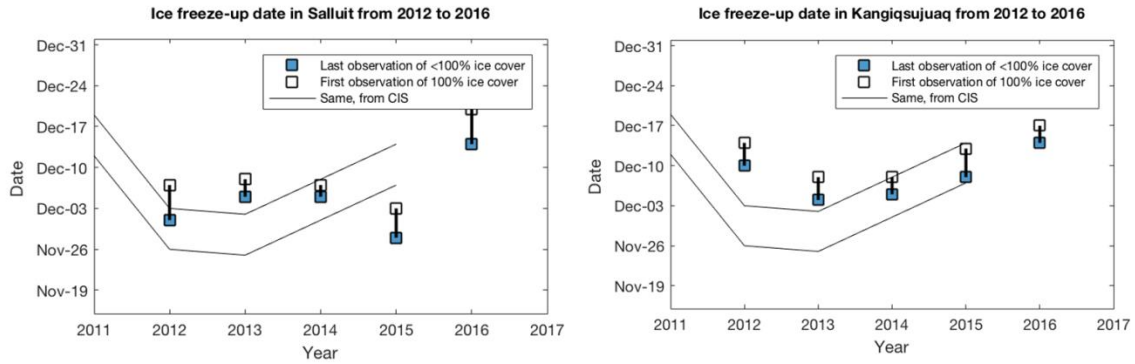 Ice freeze-up date in Salluit from 2012 to 2016
Dec-31
Dec-24
Dec-17
Dec-10
Dec-03
Nov-26
Nov-19
Date
Last observation of <100% ice cover
First observation of 100% ice cover
Same, from CIS
2011 2012 2013 2014 2015 2016 2017
Year
Ice freeze-up date in Kangiqsujuaq from 2012 to 2016
Dec-31
Dec-24
Dec-17
Dec-10
Dec-03
Nov-26
Nov-19
Date
Last observation of <100% ice cover
First observation of 100% ice cover
Same, from CIS
2011 2012 2013 2014 2015 2016 2017
Year